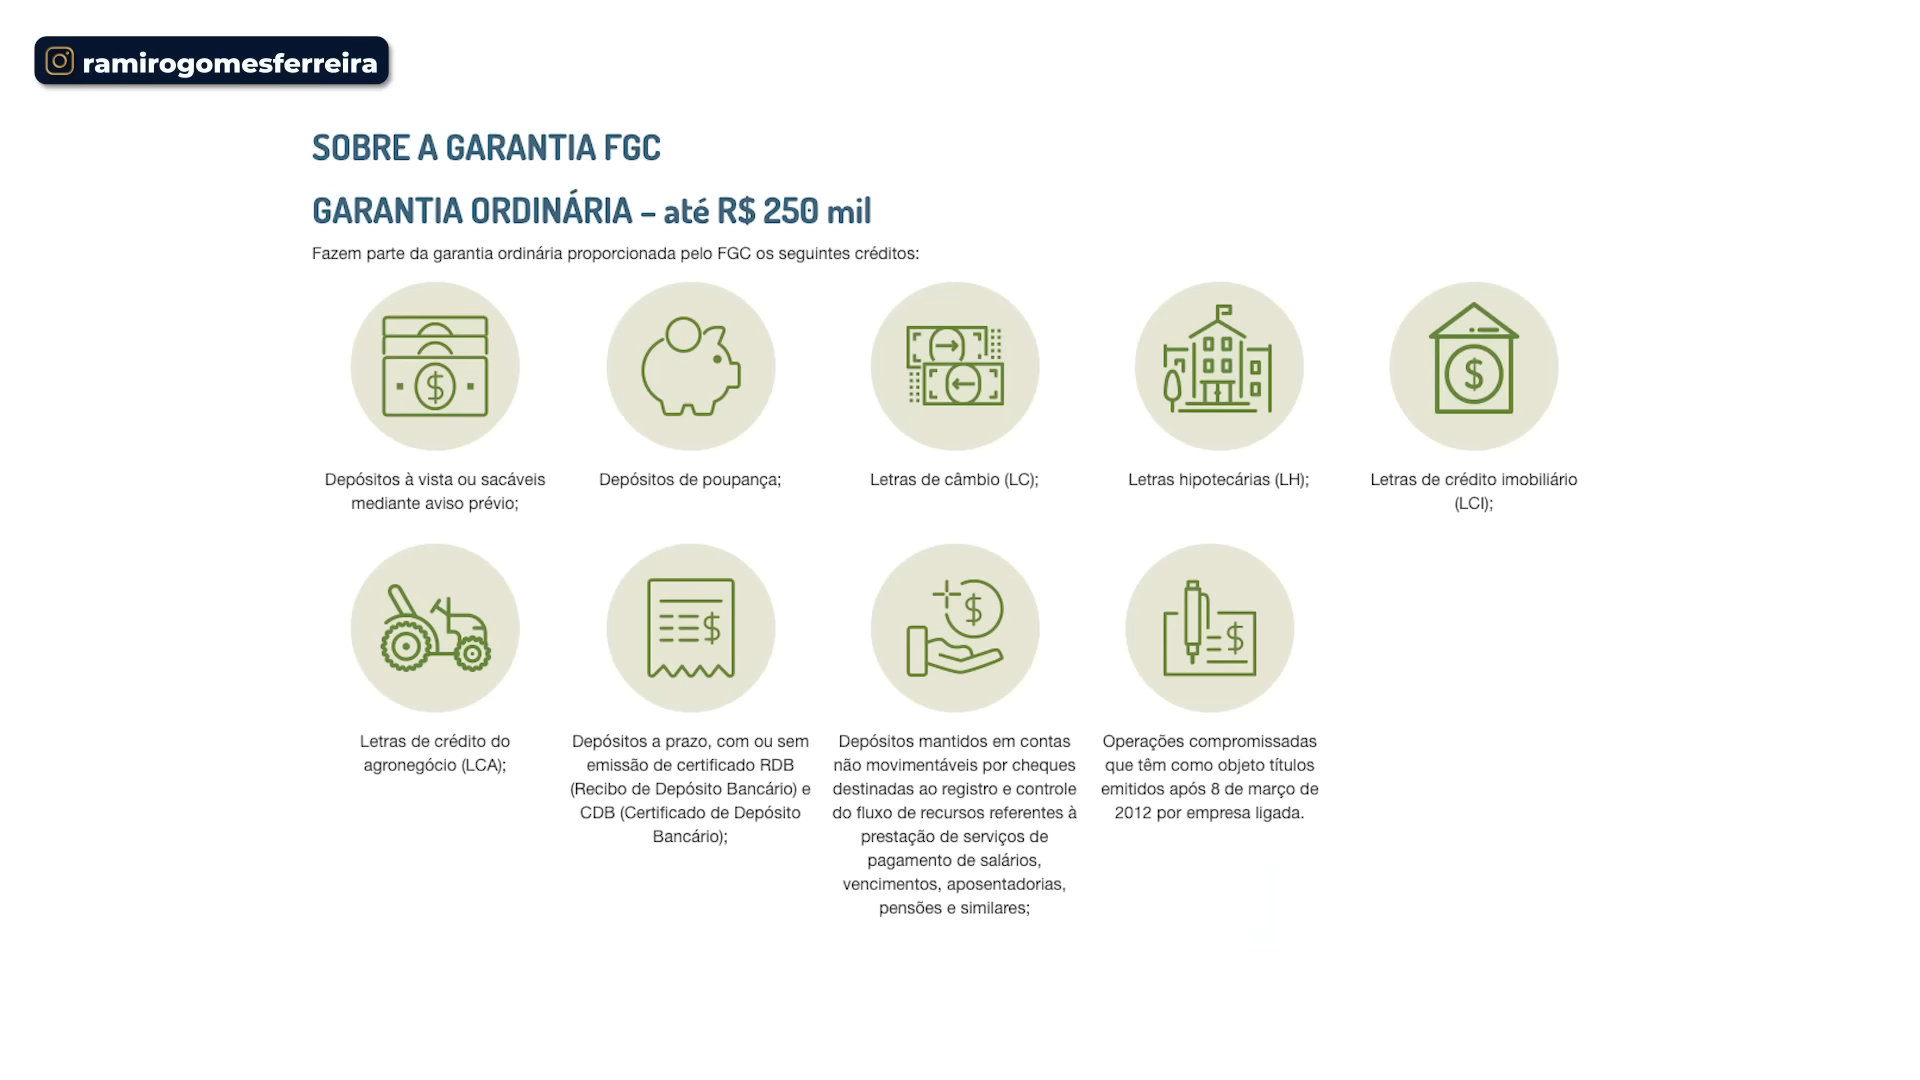 ramirogomesferreira
SOBRE A GARANTIA FGC
GARANTIA ORDINÁRIA – até R$ 250 mil
Fazem parte da garantia ordinária proporcionada pelo FGC os seguintes créditos:
Depósitos à vista ou sacáveis
mediante aviso prévio;
Depósitos de poupança;
Letras de câmbio (LC);
Letras hipotecárias (LH);
Letras de crédito imobiliário
(LCI);
Letras de crédito do
agronegócio (LCA);
Depósitos a prazo, com ou sem
emissão de certificado RDB
(Recibo de Depósito Bancário) e
CDB (Certificado de Depósito
Bancário);
Depósitos mantidos em contas
não movimentáveis por cheques
destinadas ao registro e controle
do fluxo de recursos referentes à
prestação de serviços de
pagamento de salários,
vencimentos, aposentadorias,
pensões e similares;
Operações compromissadas
que têm como objeto títulos
emitidos após 8 de março de
2012 por empresa ligada.